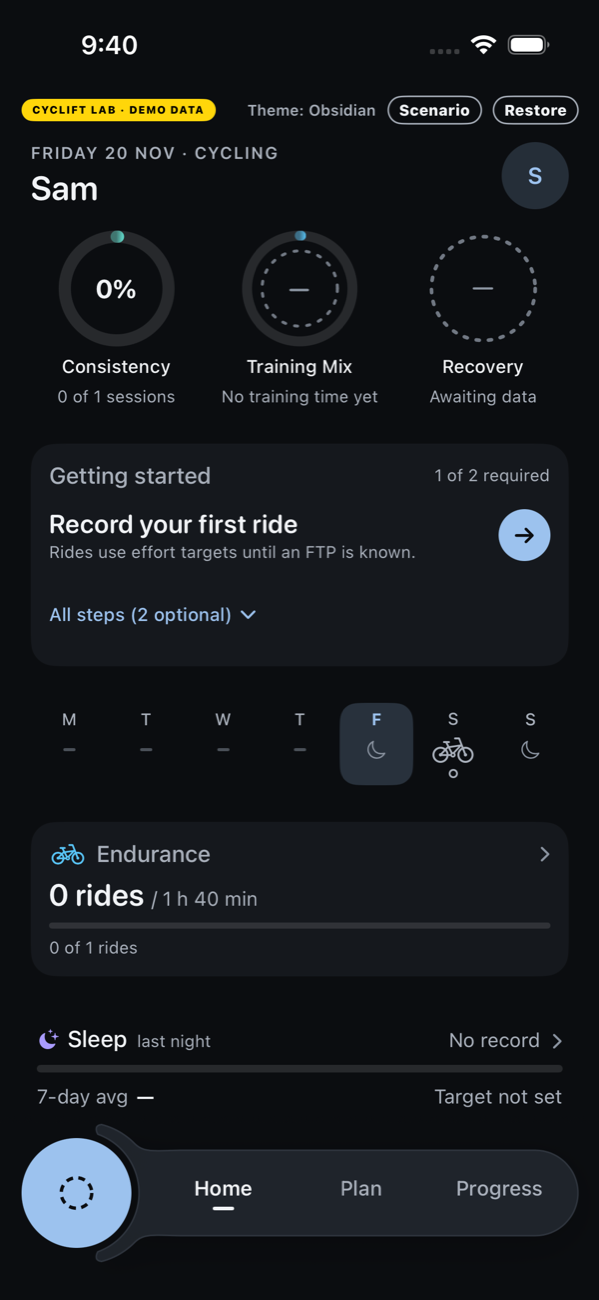 9:40
CYCLIFT LAB · DEMO DATA Theme: Obsidian Scenario Restore
FRIDAY 20 NOV · CYCLING
Sam
S
0% — —
Consistency Training Mix Recovery
0 of 1 sessions No training time yet Awaiting data
Getting started 1 of 2 required
Record your first ride
Rides use effort targets until an FTP is known.
All steps (2 optional)
M T W T F S S
– – – –
Endurance
0 rides / 1 h 40 min
0 of 1 rides
Sleep last night No record
7-day avg — Target not set
Home Plan Progress